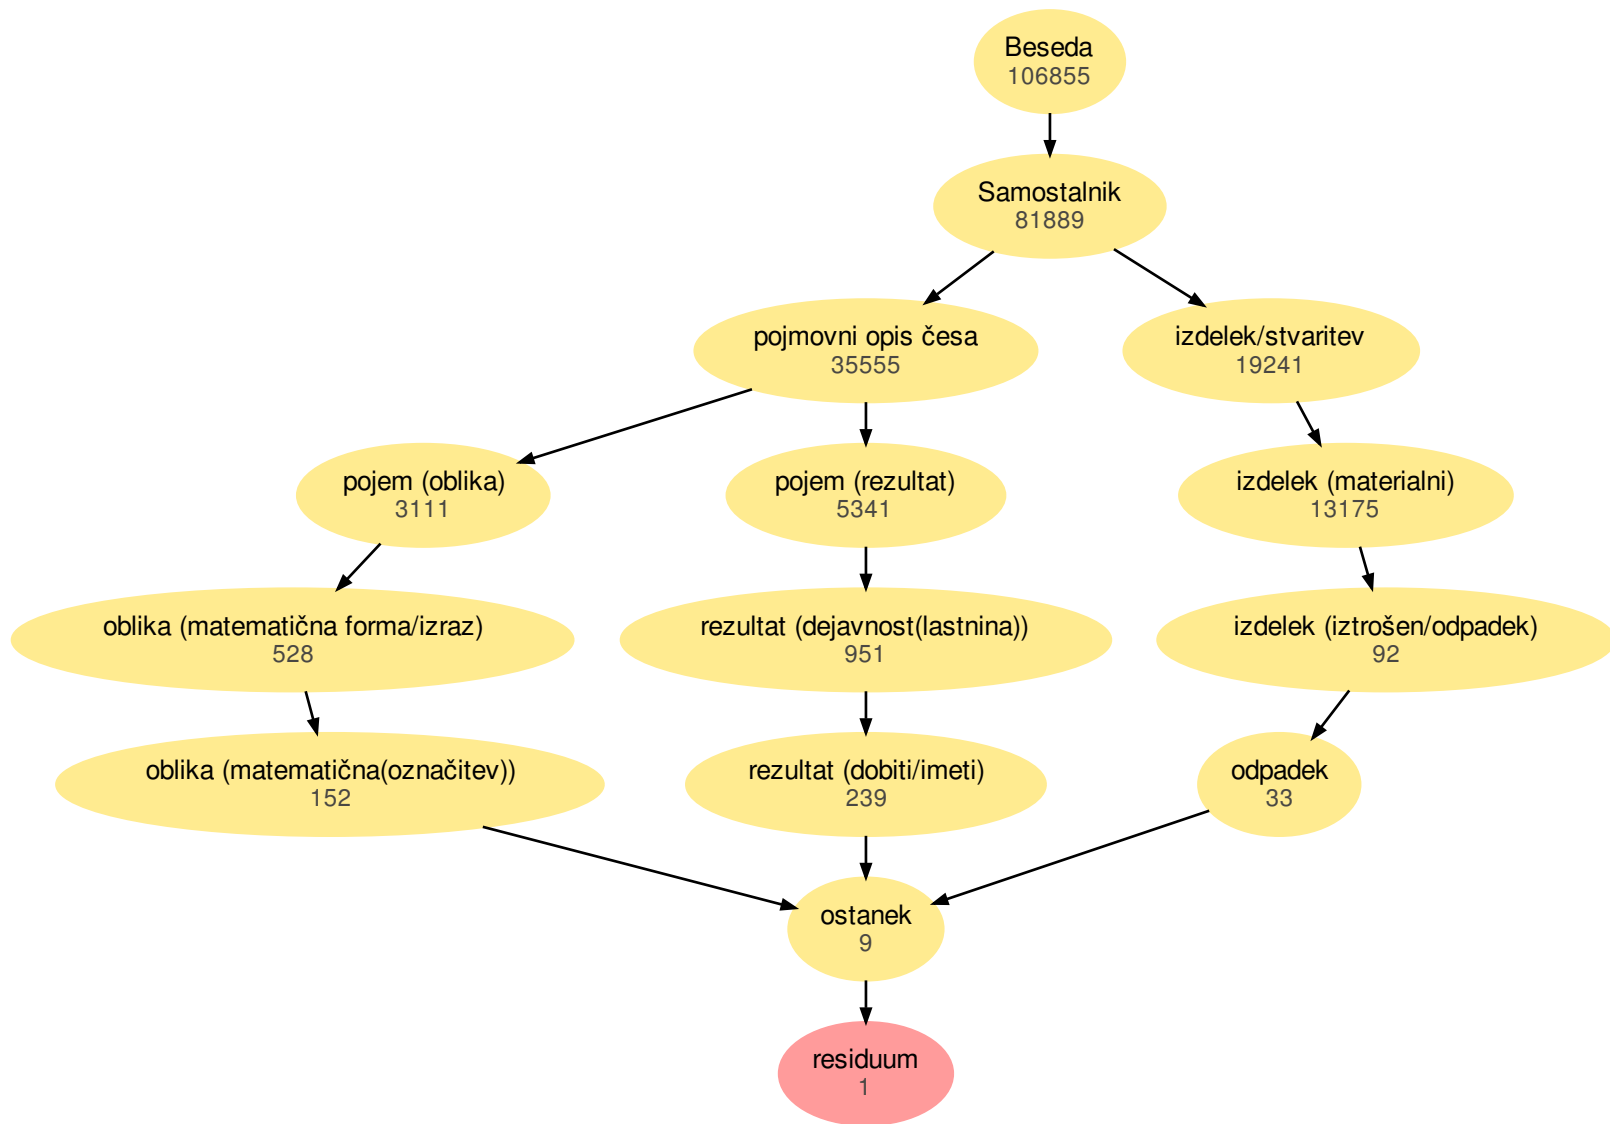 Beseda
106855
Samostalnik
81889
pojmovni opis česa
35555
izdelek/stvaritev
19241
pojem (oblika)
3111
pojem (rezultat)
5341
izdelek (materialni)
13175
oblika (matematična forma/izraz)
528
rezultat (dejavnost(lastnina))
951
izdelek (iztrošen/odpadek)
92
oblika (matematična(označitev))
152
rezultat (dobiti/imeti)
239
odpadek
33
ostanek
9
residuum
1